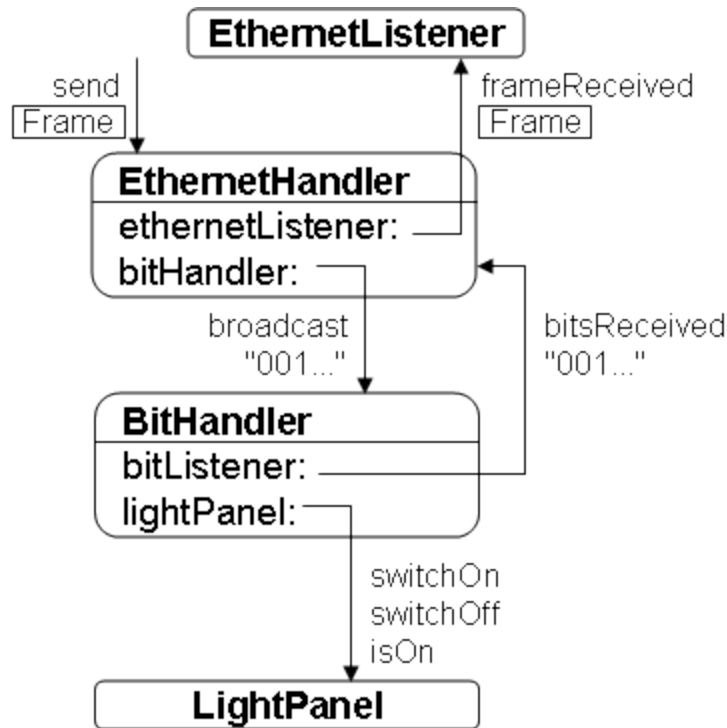 EthernetListener
send
Frame
frameReceived
Frame
EthernetHandler
ethernetListener:
bitHandler:
broadcast
"001..."
bitsReceived
"001..."
BitHandler
bitListener:
lightPanel:
switchOn
switchOff
isOn
LightPanel